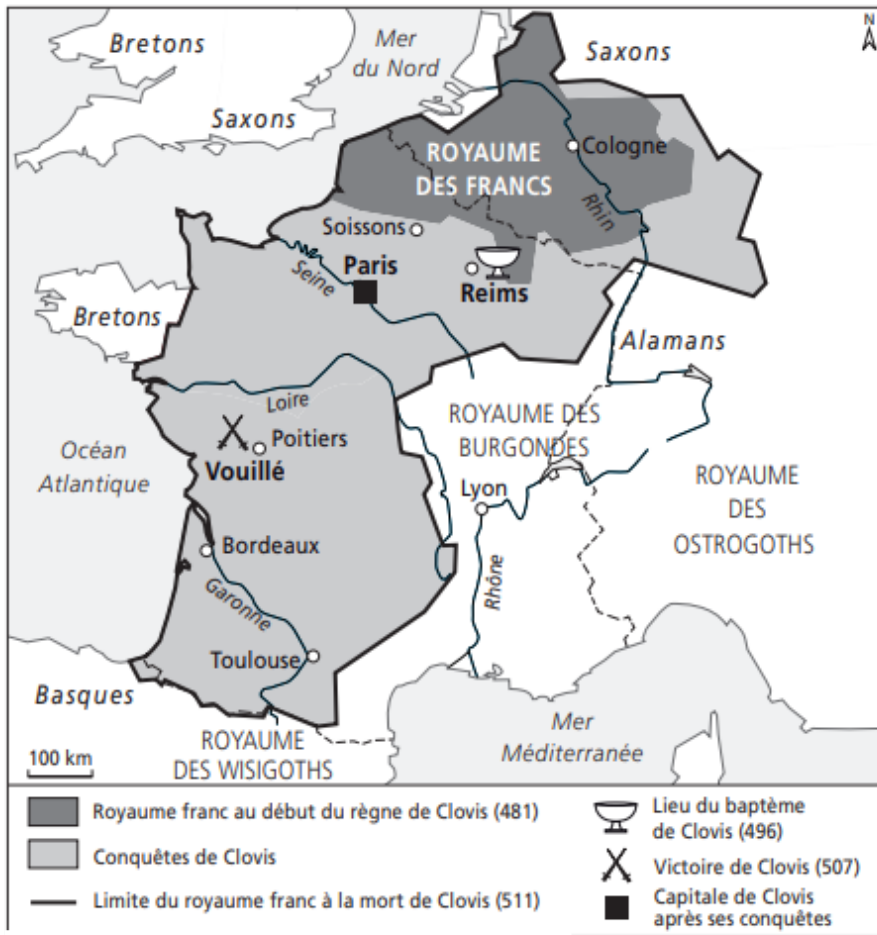 N
Bretons
Mer
du Nord
Saxons
Saxons
ROYAUME
DES FRANCS
Cologne
Rhin
Soissons
Seine
Paris
Reims
Bretons
Alamans
Loire
ROYAUME DES
BURGONDES
Océan
Atlantique
Poitiers
Vouillé
Lyon
ROYAUME
DES
OSTROGOTHS
Bordeaux
Garonne
Rhône
Toulouse
Basques
ROYAUME
DES WISIGOTHS
Mer
Méditerranée
100 km
Royaume franc au début du règne de Clovis (481)
Conquêtes de Clovis
Limite du royaume franc à la mort de Clovis (511)
Lieu du baptême
de Clovis (496)
Victoire de Clovis (507)
Capitale de Clovis
après ses conquêtes